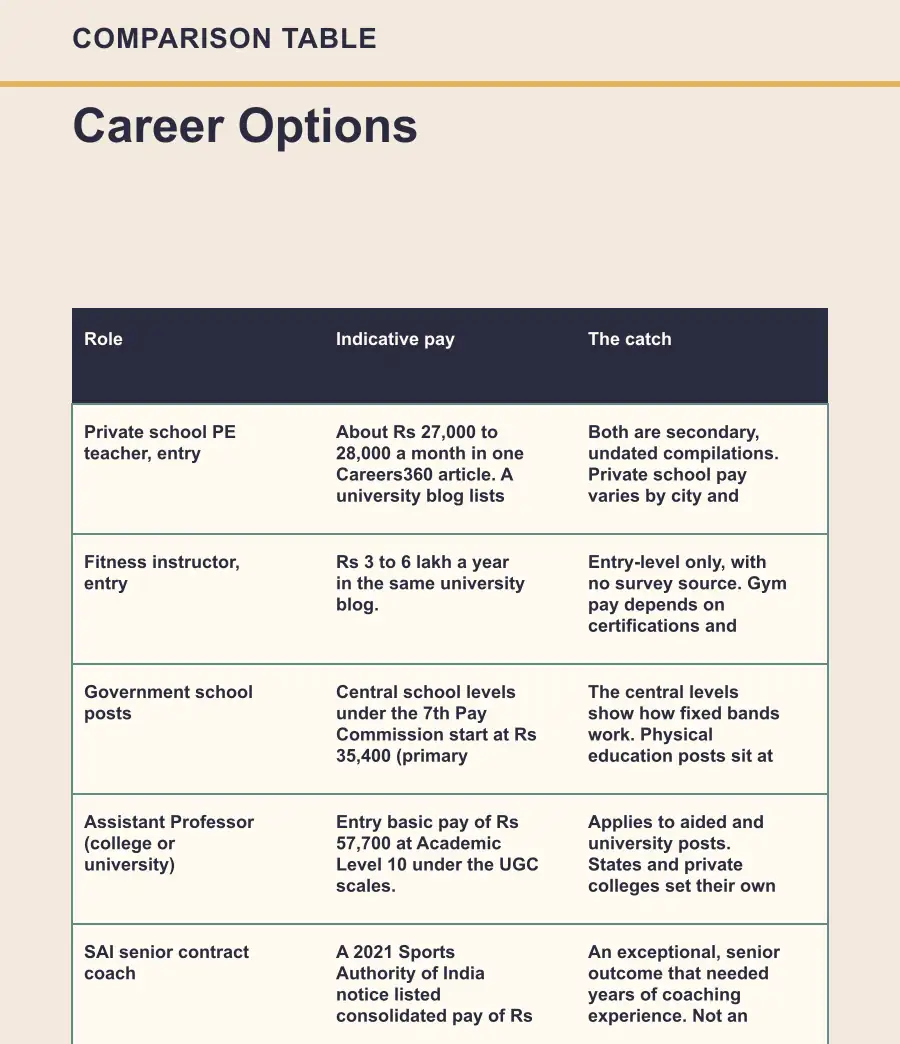 COMPARISON TABLE
Career Options
Role
Indicative pay
The catch
Private school PE
teacher, entry
About Rs 27,000 to
28,000 a month in one
Careers360 article. A
university blog lists
Both are secondary,
undated compilations.
Private school pay
varies by city and
Fitness instructor,
entry
Rs 3 to 6 lakh a year
in the same university
blog.
Entry-level only, with
no survey source. Gym
pay depends on
certifications and
Government school
posts
Central school levels
under the 7th Pay
Commission start at Rs
35,400 (primary
The central levels
show how fixed bands
work. Physical
education posts sit at
Assistant Professor
(college or
university)
Entry basic pay of Rs
57,700 at Academic
Level 10 under the UGC
scales.
Applies to aided and
university posts.
States and private
colleges set their own
SAI senior contract
coach
A 2021 Sports
Authority of India
notice listed
consolidated pay of Rs
An exceptional, senior
outcome that needed
years of coaching
experience. Not an